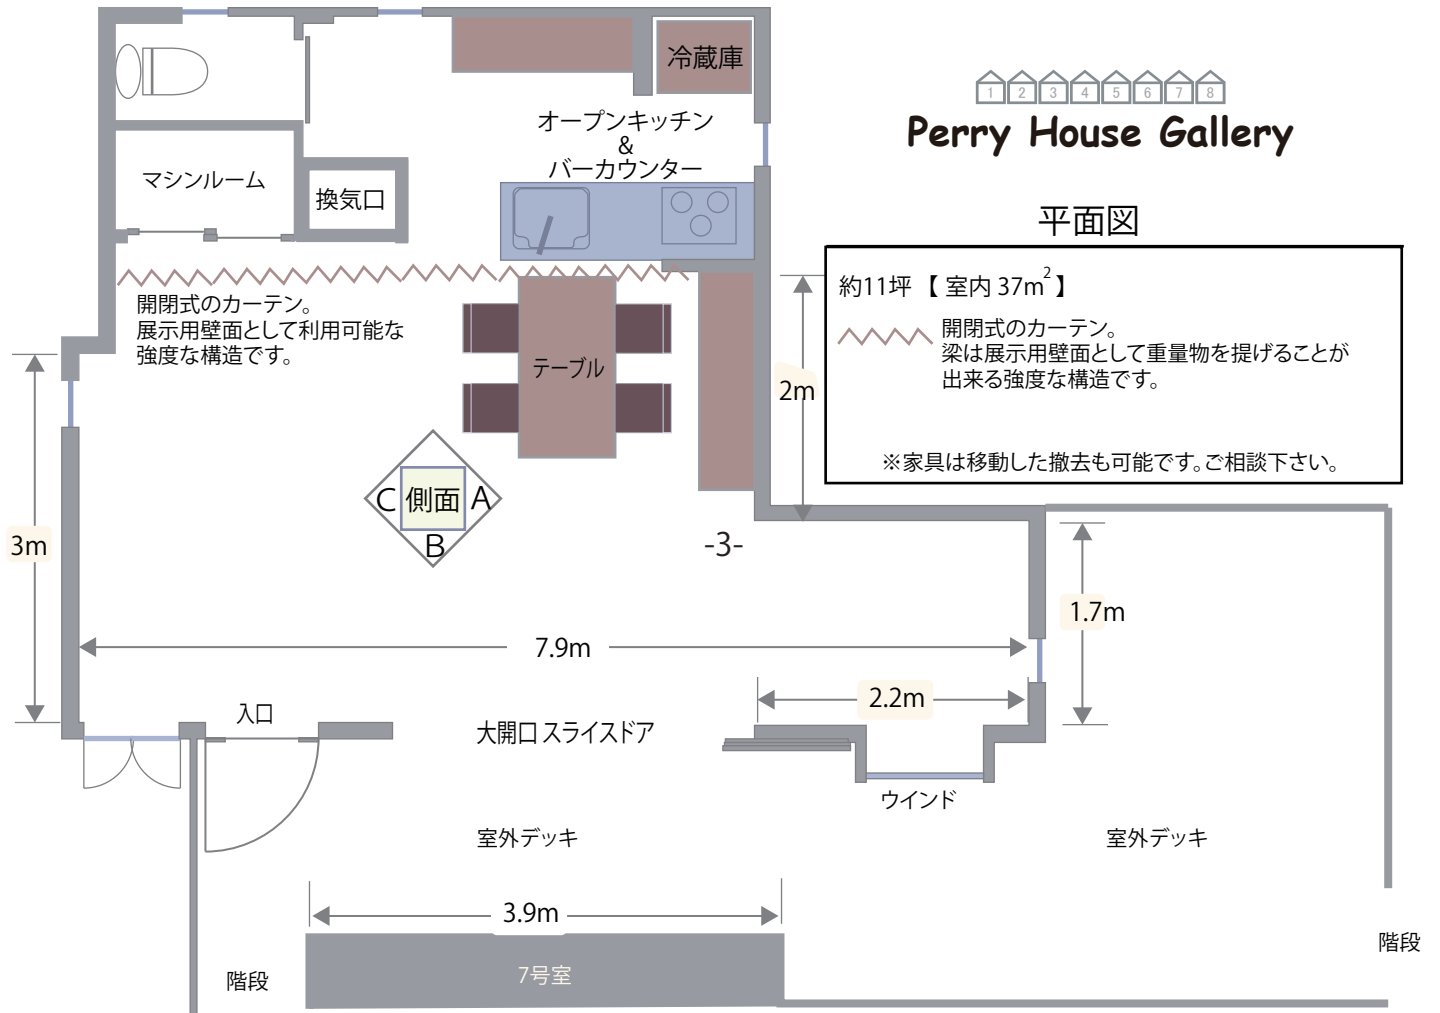 冷蔵庫
オープンキッチン
&
バーカウンター
マシンルーム
換気口
1 2 3 4 5 6 7 8
Perry House Gallery
平面図
約11坪 【 室内 37m² 】
開閉式のカーテン。
梁は展示用壁面として重量物を提げることが
出来る強度な構造です。
※家具は移動した撤去も可能です。ご相談下さい。
開閉式のカーテン。
展示用壁面として利用可能な
強度な構造です。
テーブル
2m
C 側面 A
B
-3-
3m
1.7m
7.9m
2.2m
入口
大開口 スライスドア
ウインド
室外デッキ
室外デッキ
3.9m
階段
7号室
階段